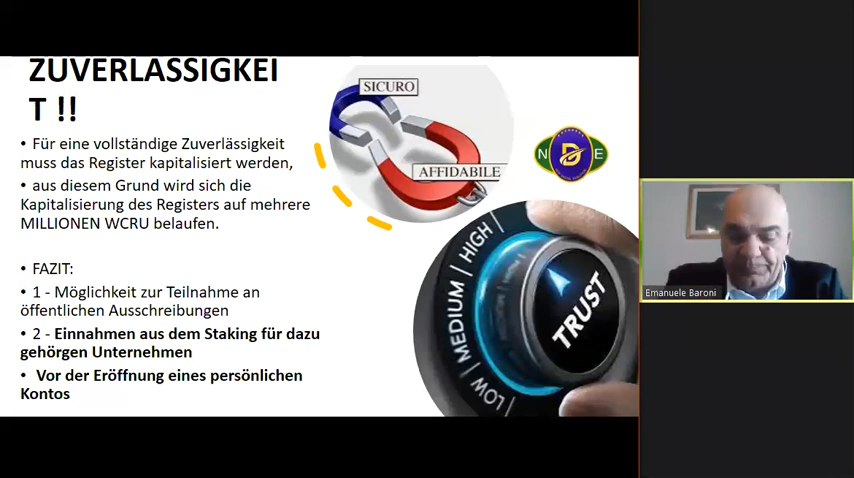 ZUVERLÄSSIGKEI
T !!
• Für eine vollständige Zuverlässigkeit
muss das Register kapitalisiert werden,
• aus diesem Grund wird sich die
Kapitalisierung des Registers auf mehrere
MILLIONEN WCRU belaufen.
• FAZIT:
• 1 - Möglichkeit zur Teilnahme an
öffentlichen Ausschreibungen
• 2 - Einnahmen aus dem Staking für dazu
gehörgen Unternehmen
• Vor der Eröffnung eines persönlichen
Kontos
SICURO
AFFIDABILE
N D E
LOW | MEDIUM | HIGH |
TRUST
Emanuele Baroni